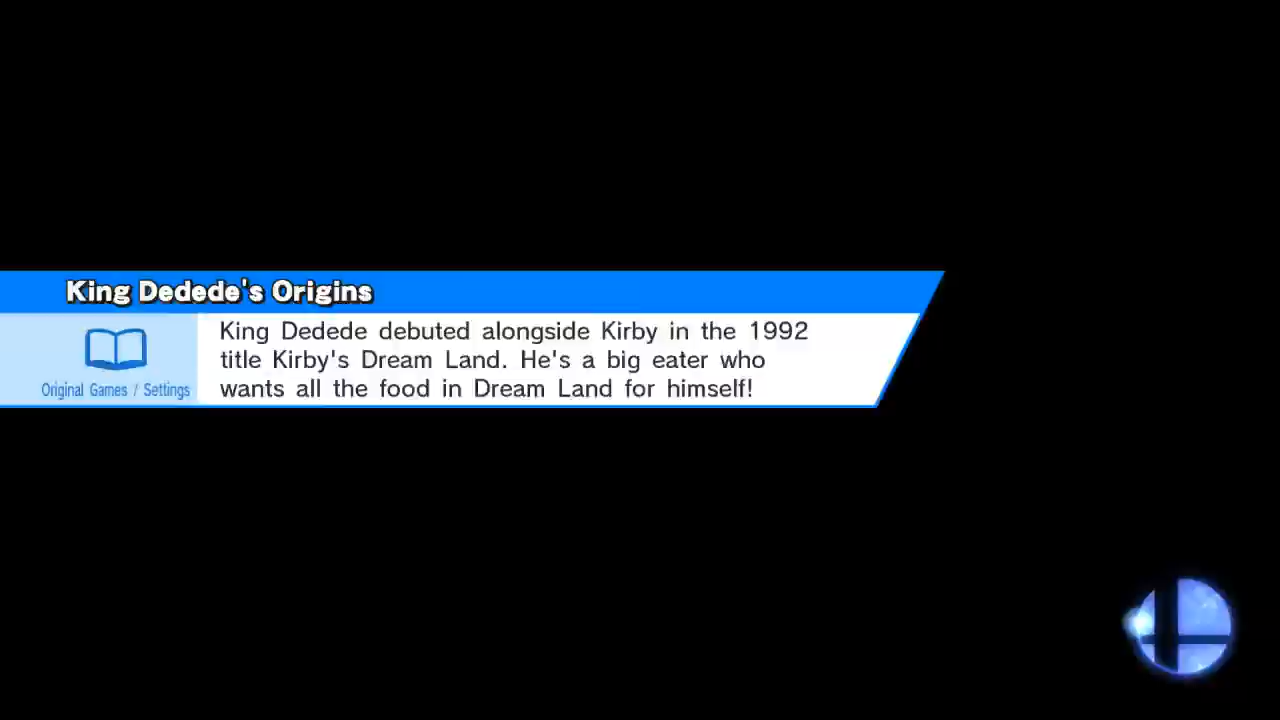 King Dedede's Origins
King Dedede debuted alongside Kirby in the 1992
title Kirby's Dream Land. He's a big eater who
wants all the food in Dream Land for himself!
Original Games / Settings